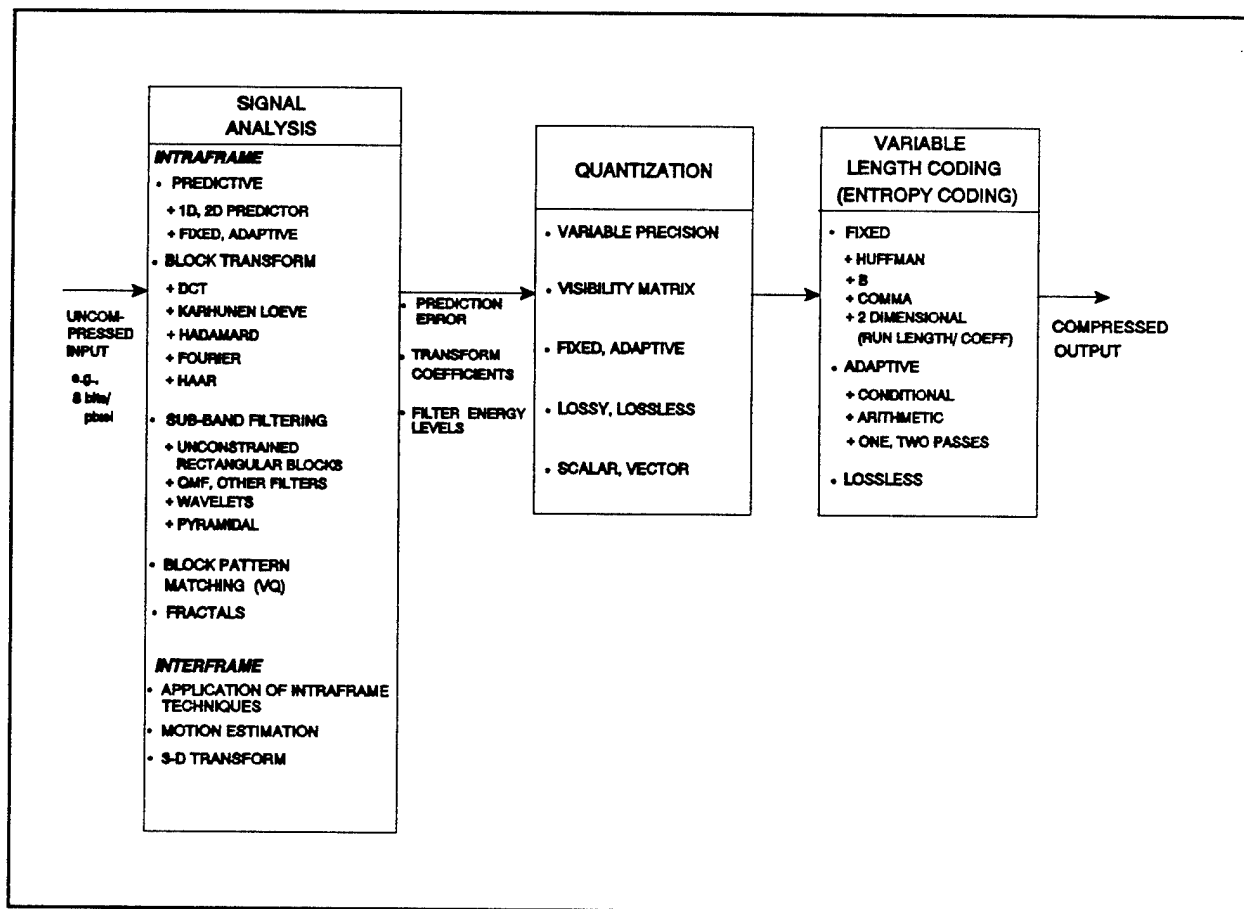 SIGNAL
ANALYSIS
INTRAFRAME
• PREDICTIVE
+ 1D, 2D PREDICTOR
+ FIXED, ADAPTIVE
• BLOCK TRANSFORM
+ DCT
+ KARHUNEN LOEVE
+ HADAMARD
+ FOURIER
+ HAAR
• SUB-BAND FILTERING
+ UNCONSTRAINED
RECTANGULAR BLOCKS
+ QMF, OTHER FILTERS
+ WAVELETS
+ PYRAMIDAL
• BLOCK PATTERN
MATCHING (VQ)
• FRACTALS
INTERFRAME
• APPLICATION OF INTRAFRAME
TECHNIQUES
• MOTION ESTIMATION
• 3-D TRANSFORM
UNCOM-
PRESSED
INPUT
e.g.,
8 bits/
pixel
• PREDICTION
ERROR
• TRANSFORM
COEFFICIENTS
• FILTER ENERGY
LEVELS
QUANTIZATION
• VARIABLE PRECISION
• VISIBILITY MATRIX
• FIXED, ADAPTIVE
• LOSSY, LOSSLESS
• SCALAR, VECTOR
VARIABLE
LENGTH CODING
(ENTROPY CODING)
• FIXED
+ HUFFMAN
+ B
+ COMMA
+ 2 DIMENSIONAL
(RUN LENGTH/ COEFF)
• ADAPTIVE
+ CONDITIONAL
+ ARITHMETIC
+ ONE, TWO PASSES
• LOSSLESS
COMPRESSED
OUTPUT